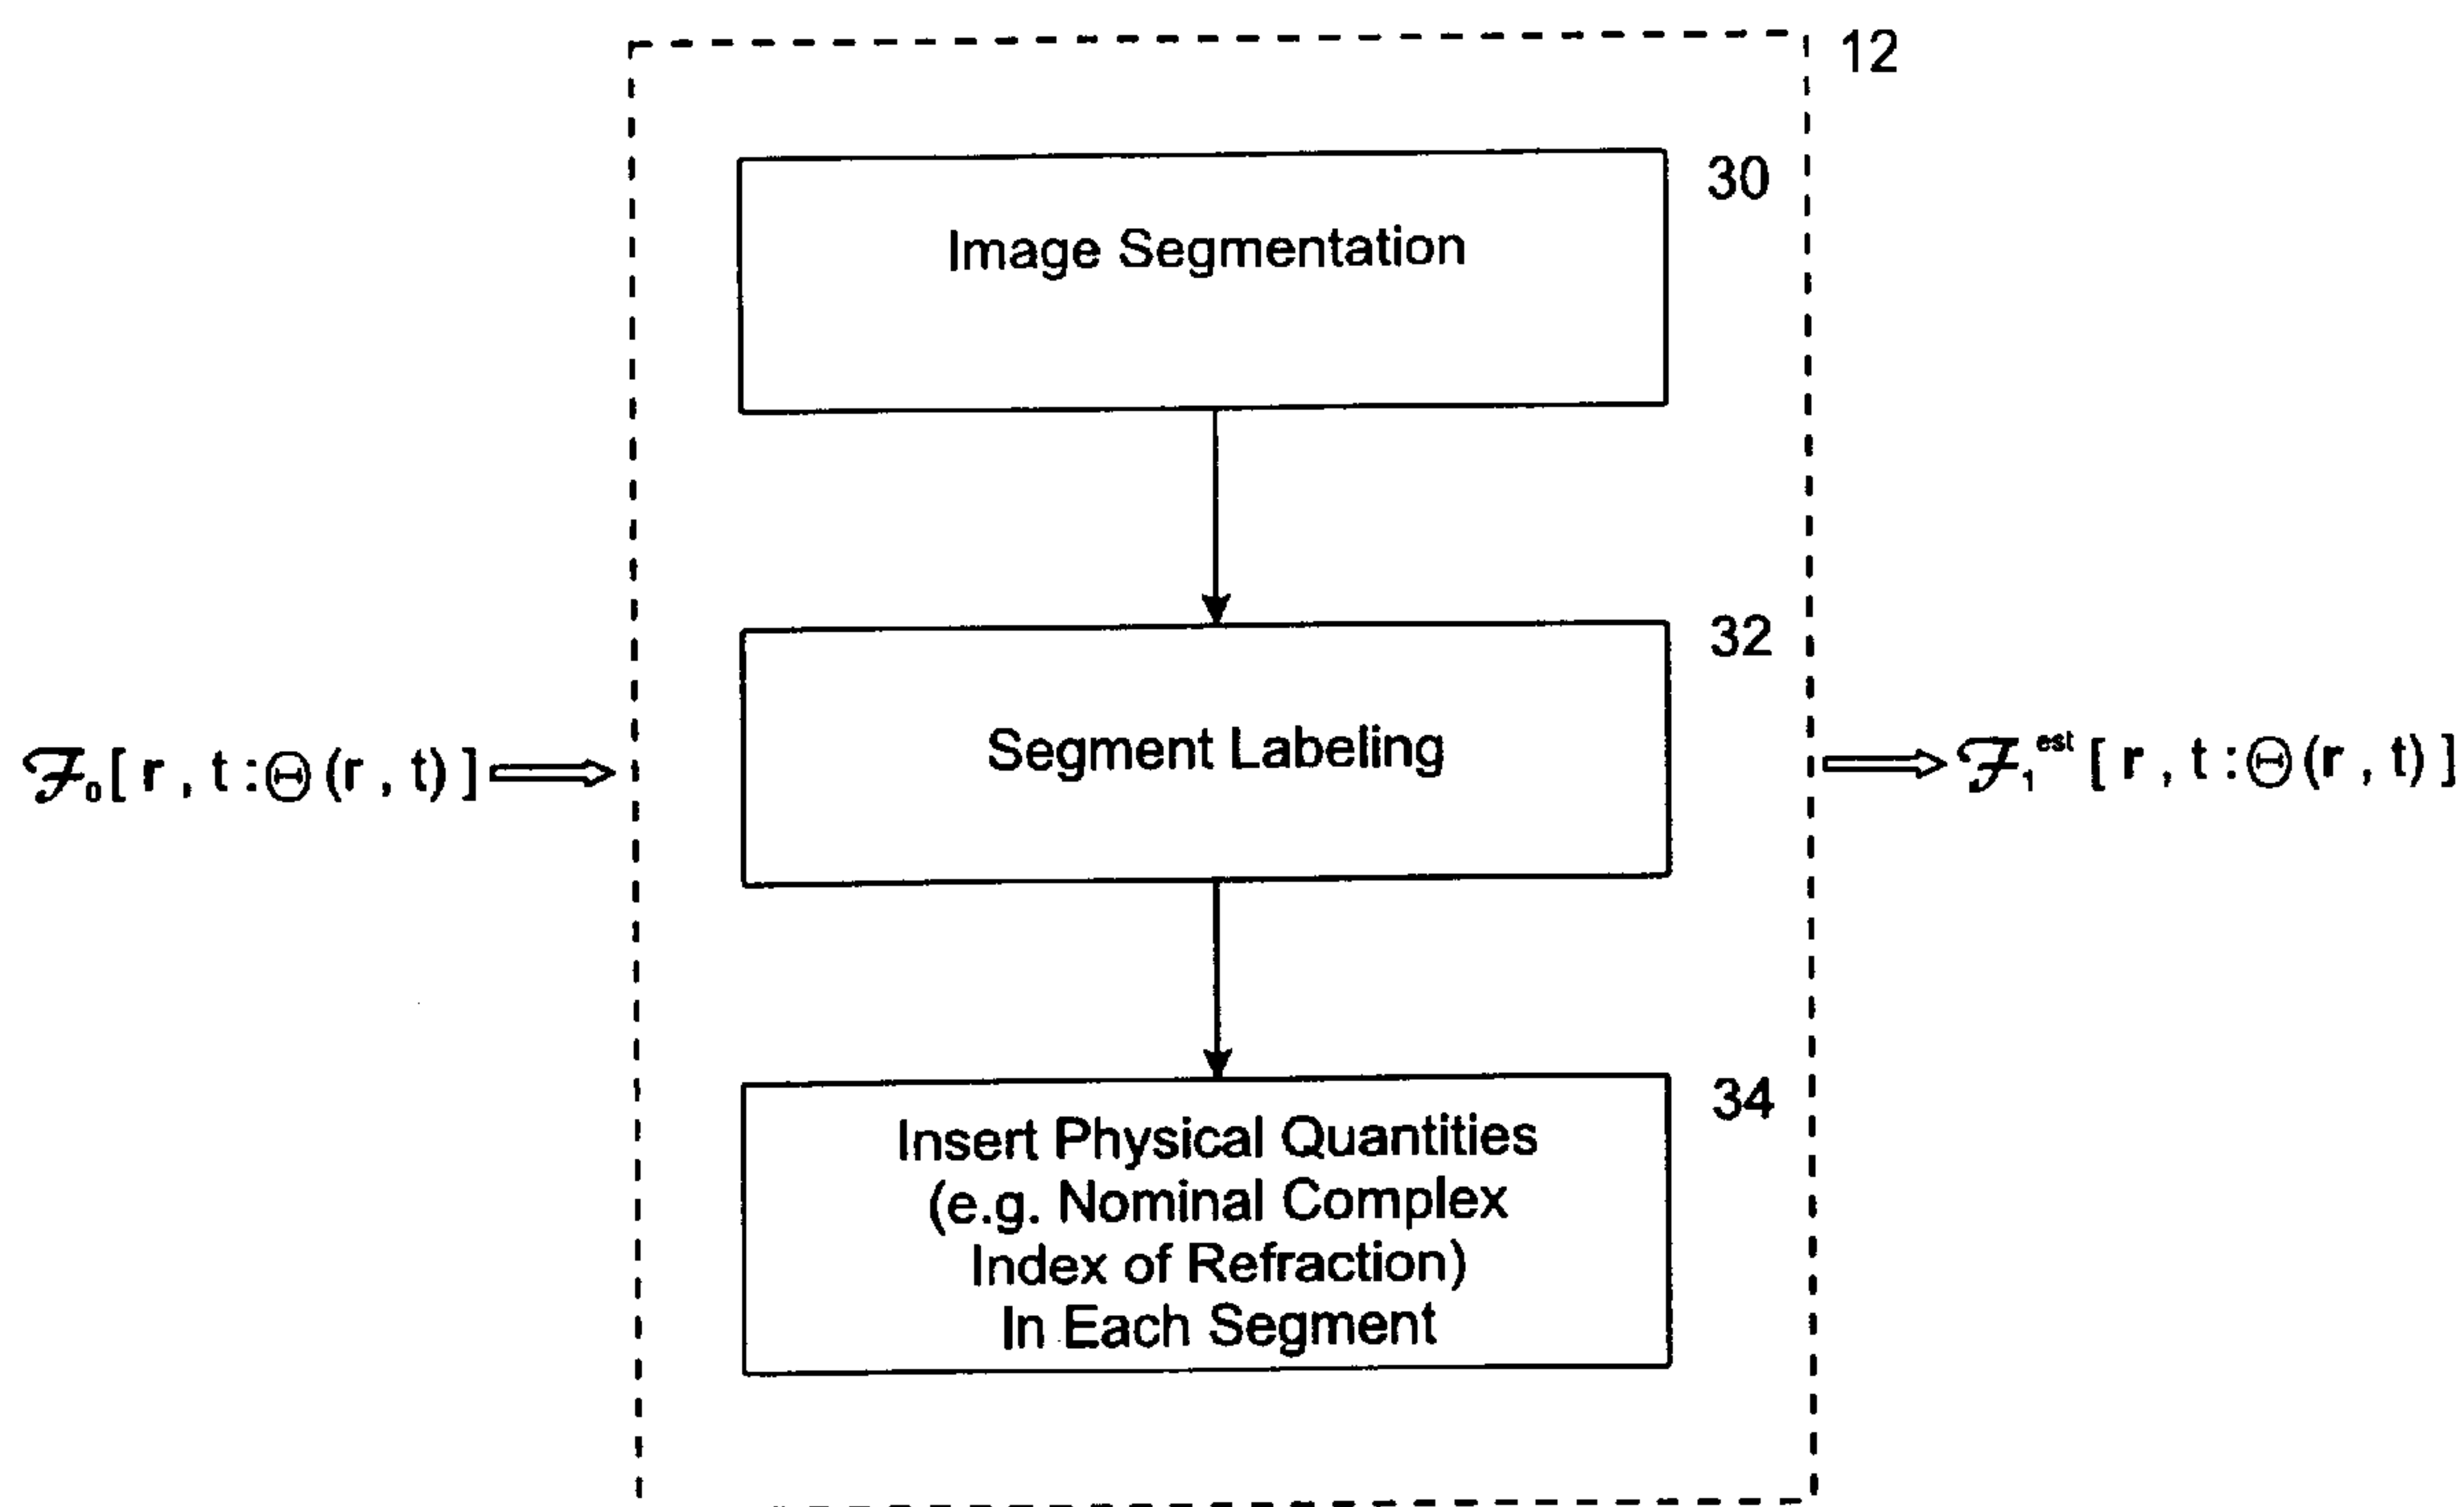 12
30
Image Segmentation
32
Segment Labeling
ℱ₀[ r , t :Θ(r , t) ]
ℱ₁ᵉˢᵗ [ r , t :Θ(r , t) ]
34
Insert Physical Quantities
(e.g. Nominal Complex
Index of Refraction)
In Each Segment